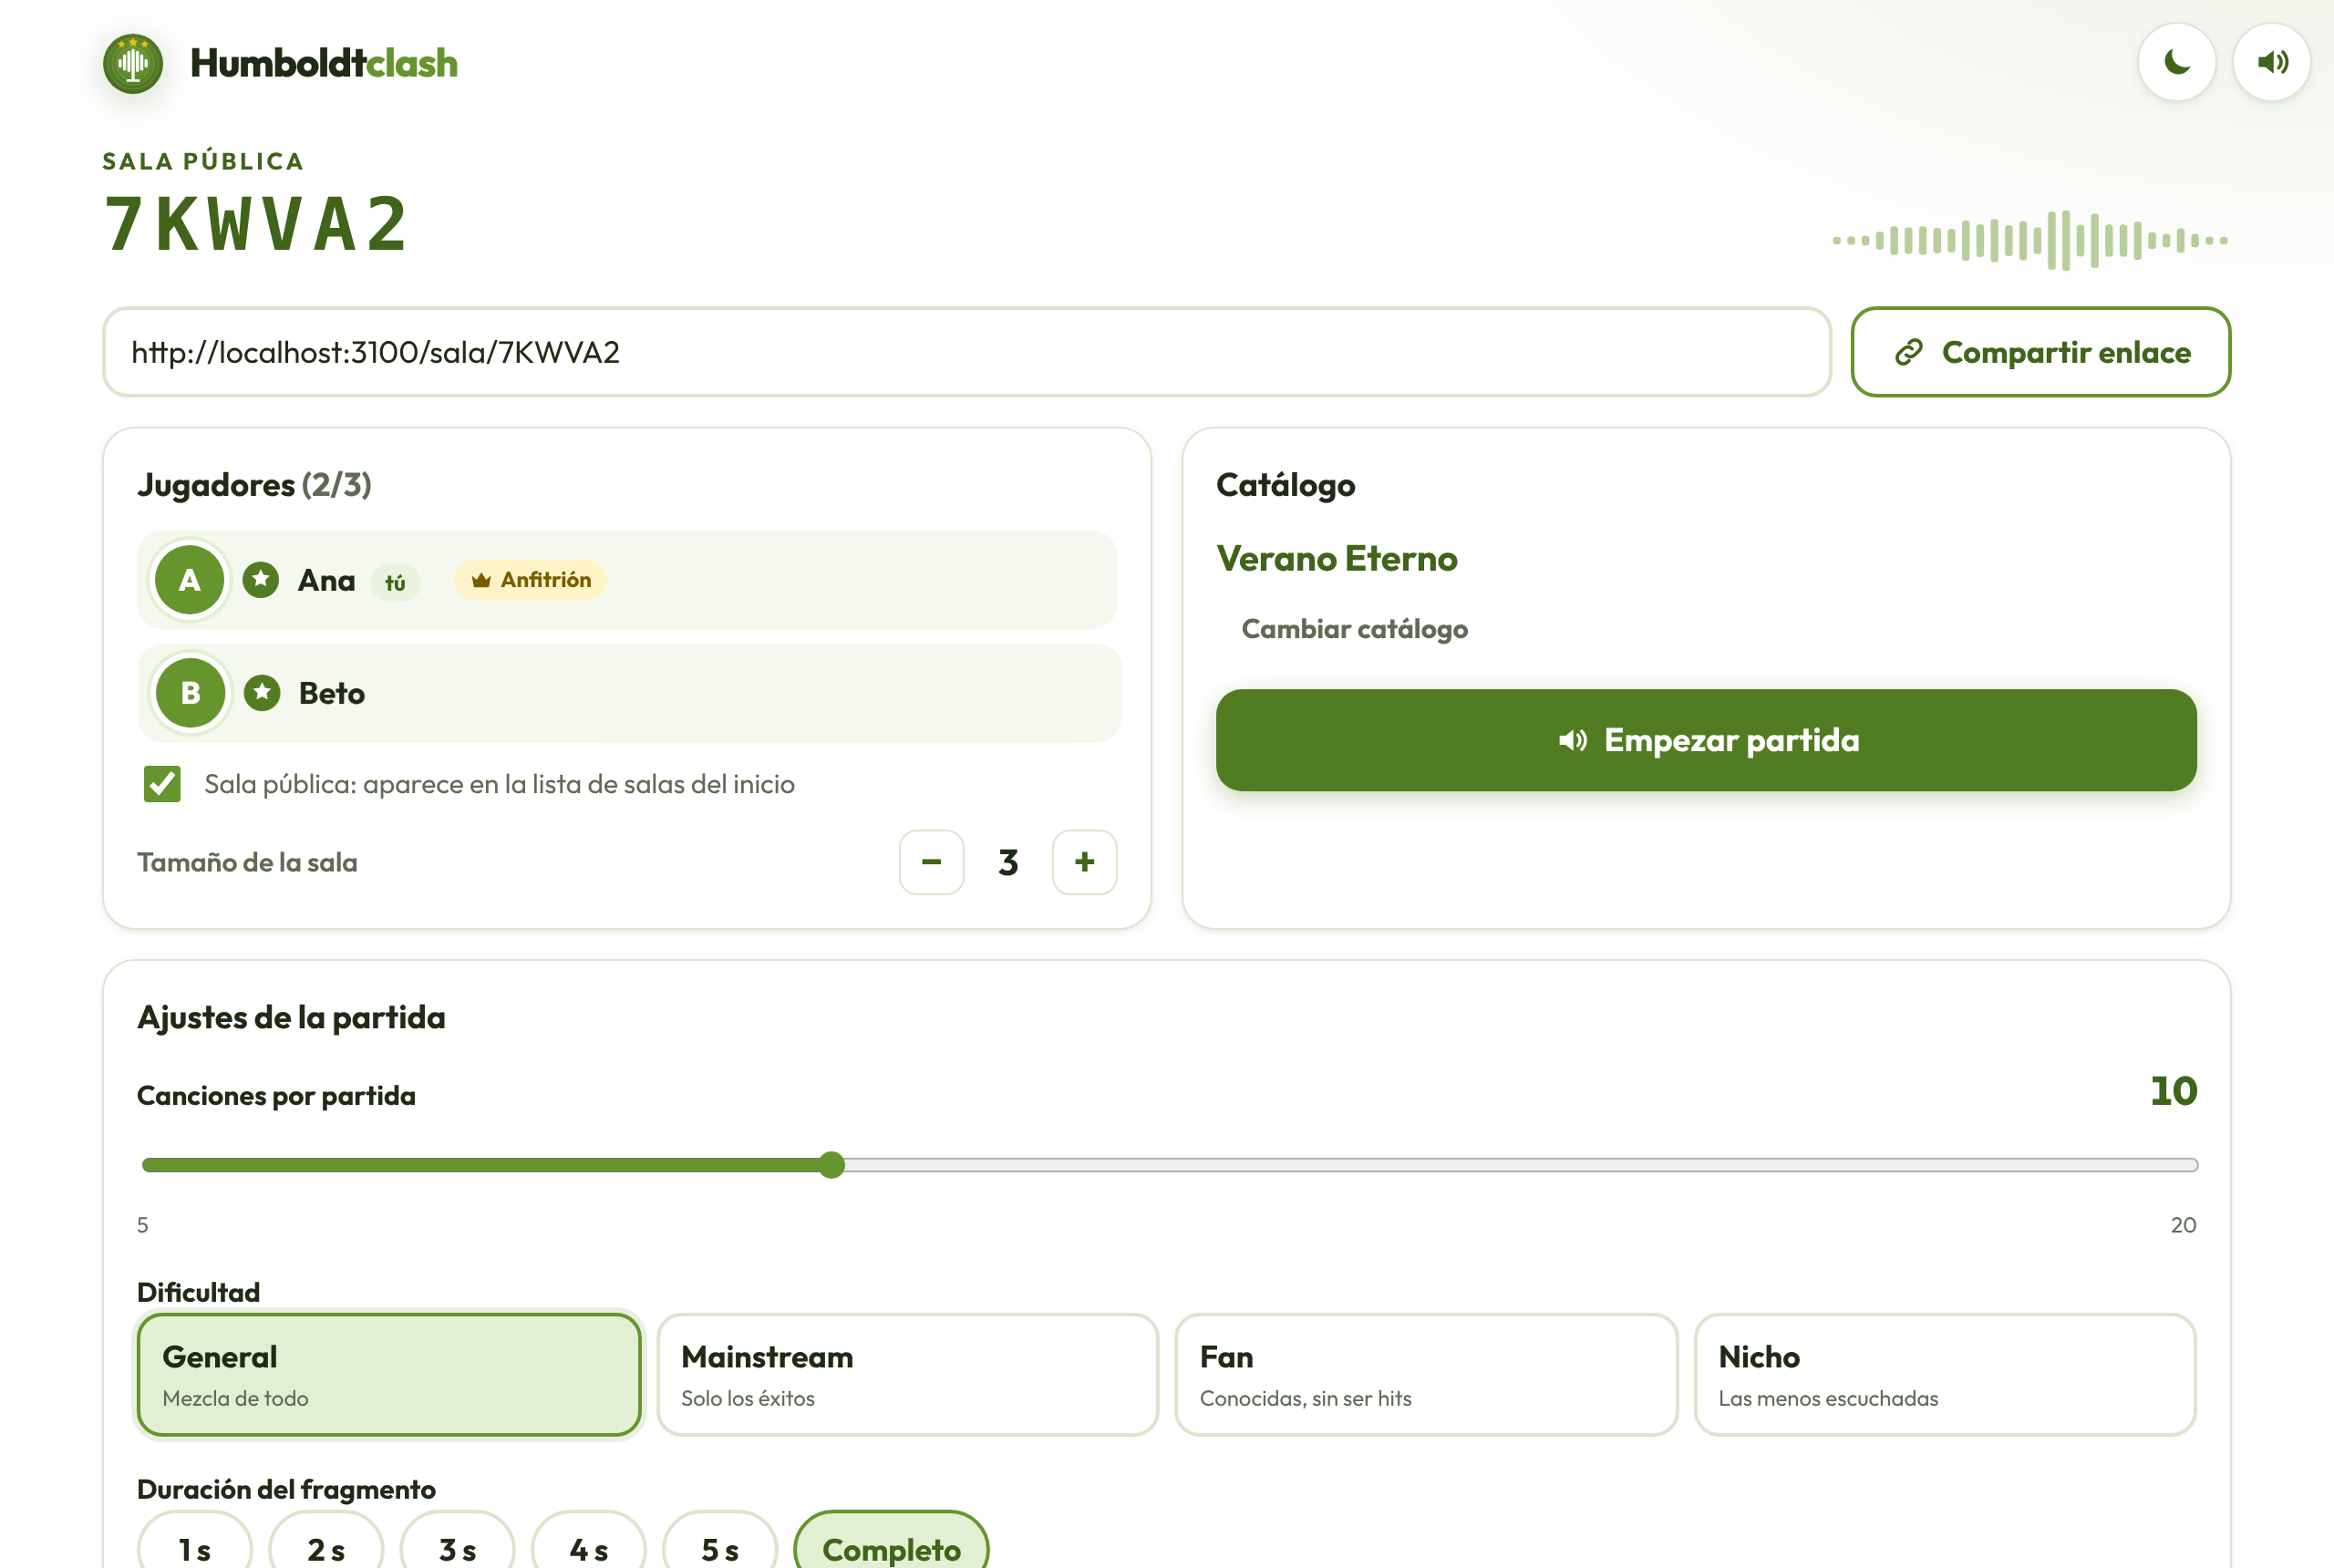 Humboldtclash
SALA PÚBLICA
7KWVA2
http://localhost:3100/sala/7KWVA2
Compartir enlace
Jugadores (2/3)
A Ana tú Anfitrión
B Beto
Sala pública: aparece en la lista de salas del inicio
Tamaño de la sala − 3 +
Catálogo
Verano Eterno
Cambiar catálogo
Empezar partida
Ajustes de la partida
Canciones por partida 10
5 20
Dificultad
General
Mezcla de todo
Mainstream
Solo los éxitos
Fan
Conocidas, sin ser hits
Nicho
Las menos escuchadas
Duración del fragmento
1 s 2 s 3 s 4 s 5 s Completo